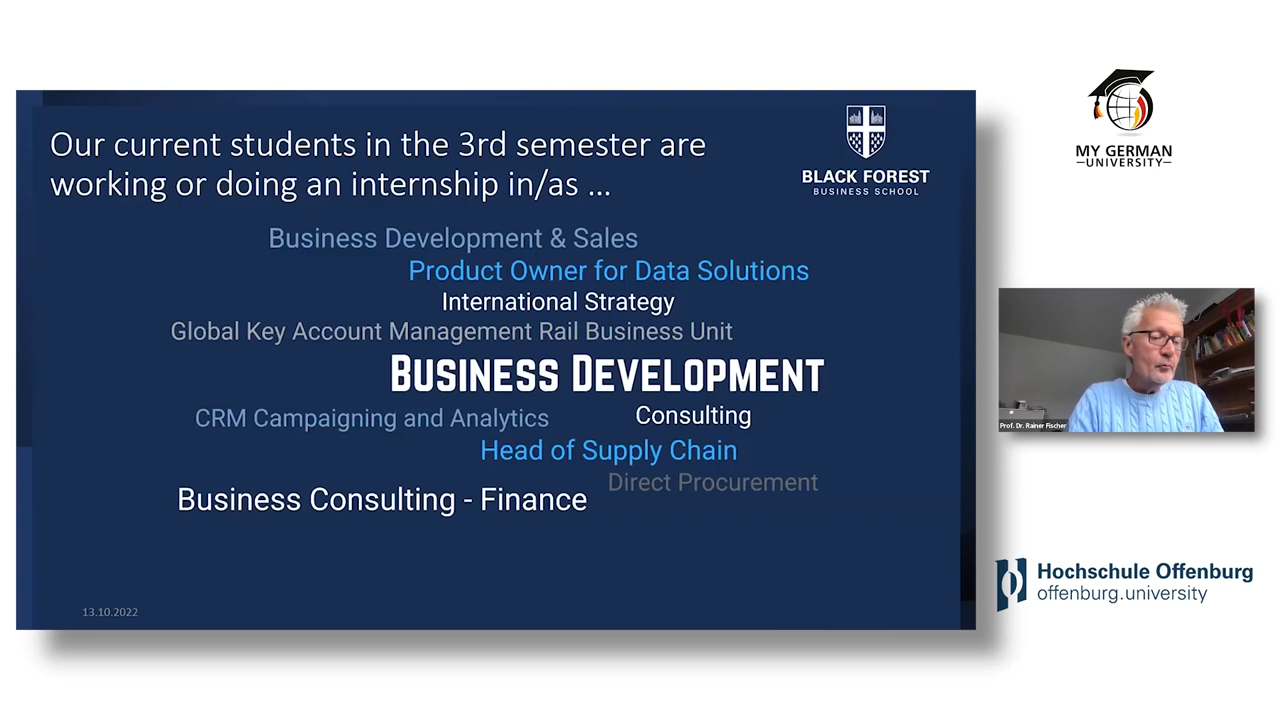 Our current students in the 3rd semester are
working or doing an internship in/as ...
BLACK FOREST
BUSINESS SCHOOL
Business Development & Sales
Product Owner for Data Solutions
International Strategy
Global Key Account Management Rail Business Unit
BUSINESS DEVELOPMENT
CRM Campaigning and Analytics
Consulting
Head of Supply Chain
Direct Procurement
Business Consulting - Finance
13.10.2022
MY GERMAN
UNIVERSITY
Prof. Dr. Rainer Fischer
Hochschule Offenburg
offenburg.university